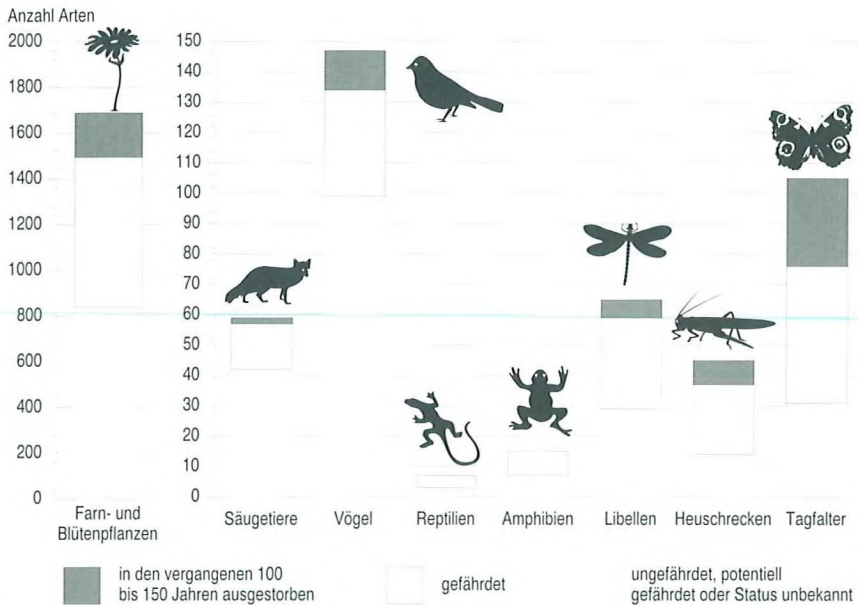 Anzahl Arten
2000
1800
1600
1400
1200
1000
800
600
400
200
0
150
140
130
120
110
100
90
80
70
60
50
40
30
20
10
0
Farn- und
Blütenpflanzen
Säugetiere
Vögel
Reptilien
Amphibien
Libellen
Heuschrecken
Tagfalter
in den vergangenen 100
bis 150 Jahren ausgestorben
gefährdet
ungefährdet, potentiell
gefährdet oder Status unbekannt